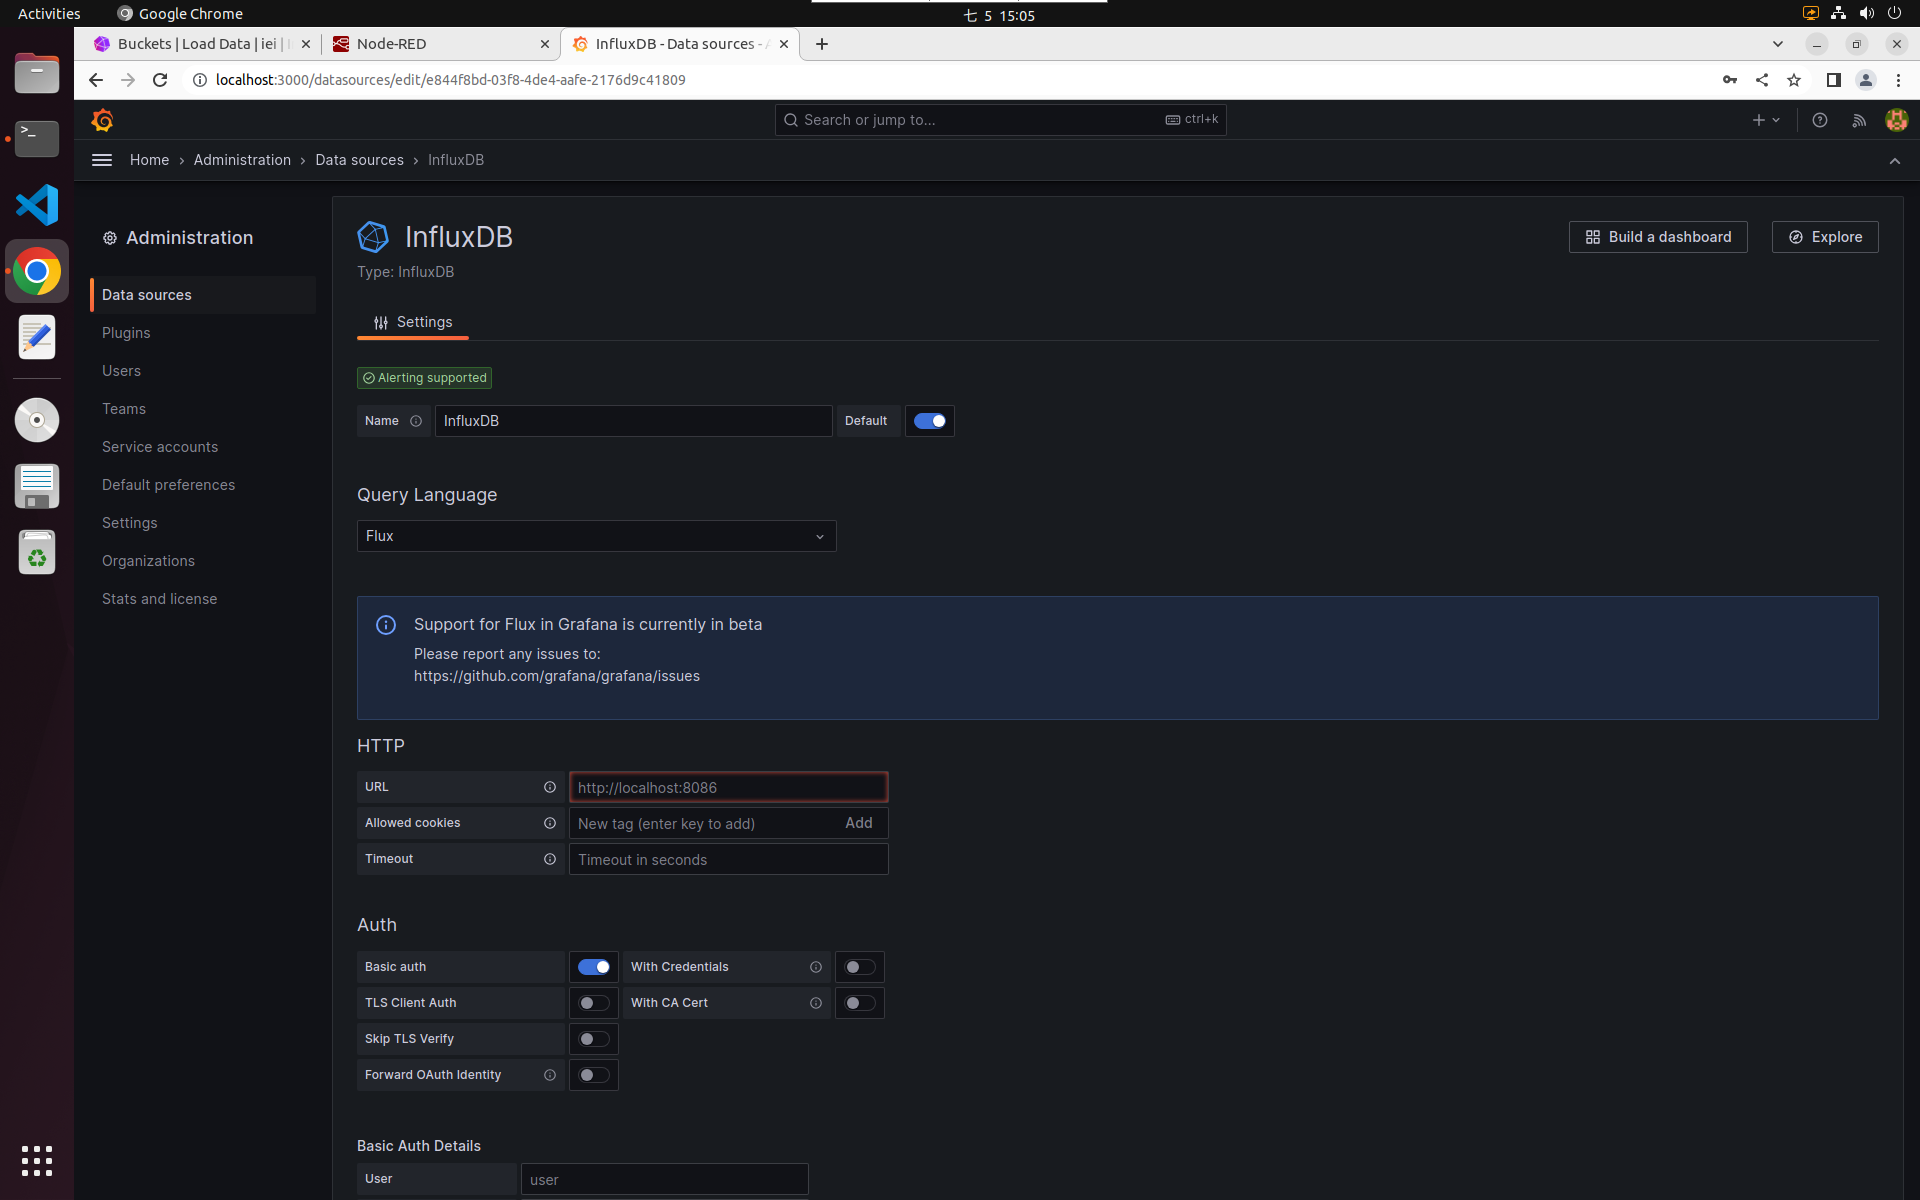 Activities
Google Chrome
七 5 15:05
Buckets | Load Data | iei |
Node-RED
InfluxDB - Data sources -
localhost:3000/datasources/edit/e844f8bd-03f8-4de4-aafe-2176d9c41809
Search or jump to...
ctrl+k
Home
Administration
Data sources
InfluxDB
Administration
Data sources
Plugins
Users
Teams
Service accounts
Default preferences
Settings
Organizations
Stats and license
InfluxDB
Type: InfluxDB
Build a dashboard
Explore
Settings
Alerting supported
Name
InfluxDB
Default
Query Language
Flux
Support for Flux in Grafana is currently in beta
Please report any issues to:
https://github.com/grafana/grafana/issues
HTTP
URL
http://localhost:8086
Allowed cookies
New tag (enter key to add)
Add
Timeout
Timeout in seconds
Auth
Basic auth
With Credentials
TLS Client Auth
With CA Cert
Skip TLS Verify
Forward OAuth Identity
Basic Auth Details
User
user